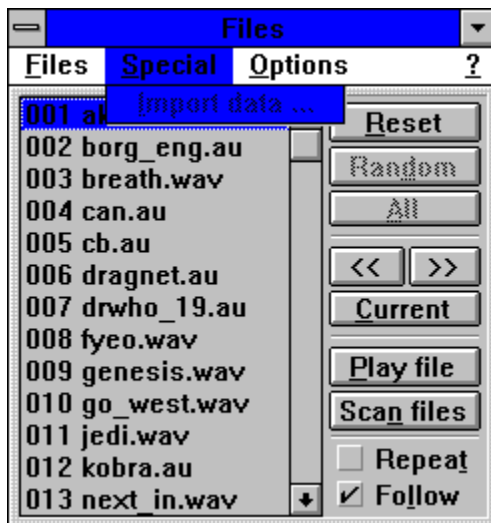 Files
Files Special Options ?
Import data ...
001
002 borg_eng.au
003 breath.wav
004 can.au
005 cb.au
006 dragnet.au
007 drwho_19.au
008 fyeo.wav
009 genesis.wav
010 go_west.wav
011 jedi.wav
012 kobra.au
013 next_in.wav
Reset
Random
All
<< >>
Current
Play file
Scan files
Repeat
Follow